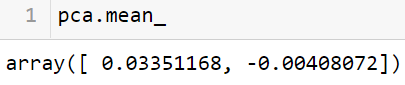 1 pca.mean_
array([ 0.03351168, -0.00408072])